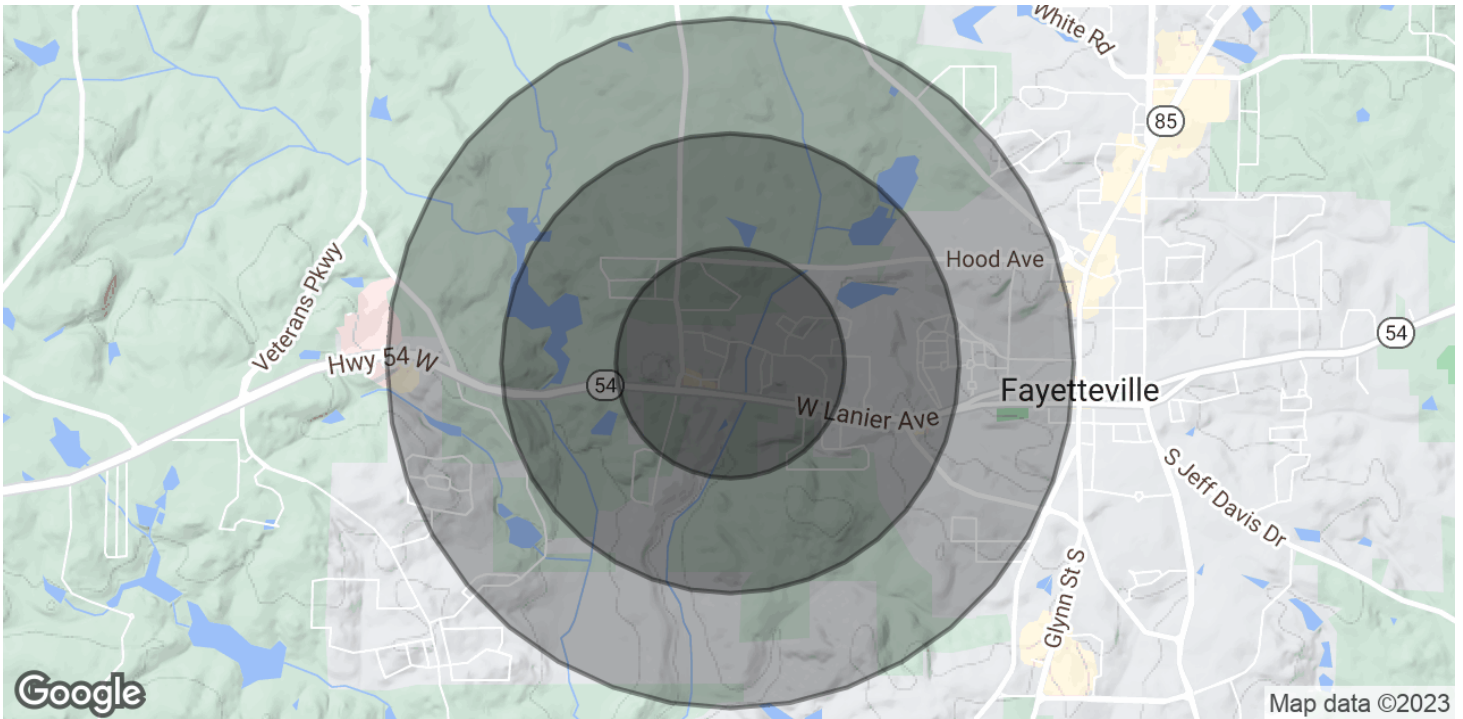 White Rd
85
Hood Ave
Veterans Pkwy
54
Hwy 54 W
54
Fayetteville
W Lanier Ave
S Jeff Davis Dr
Glynn St S
Google
Map data ©2023